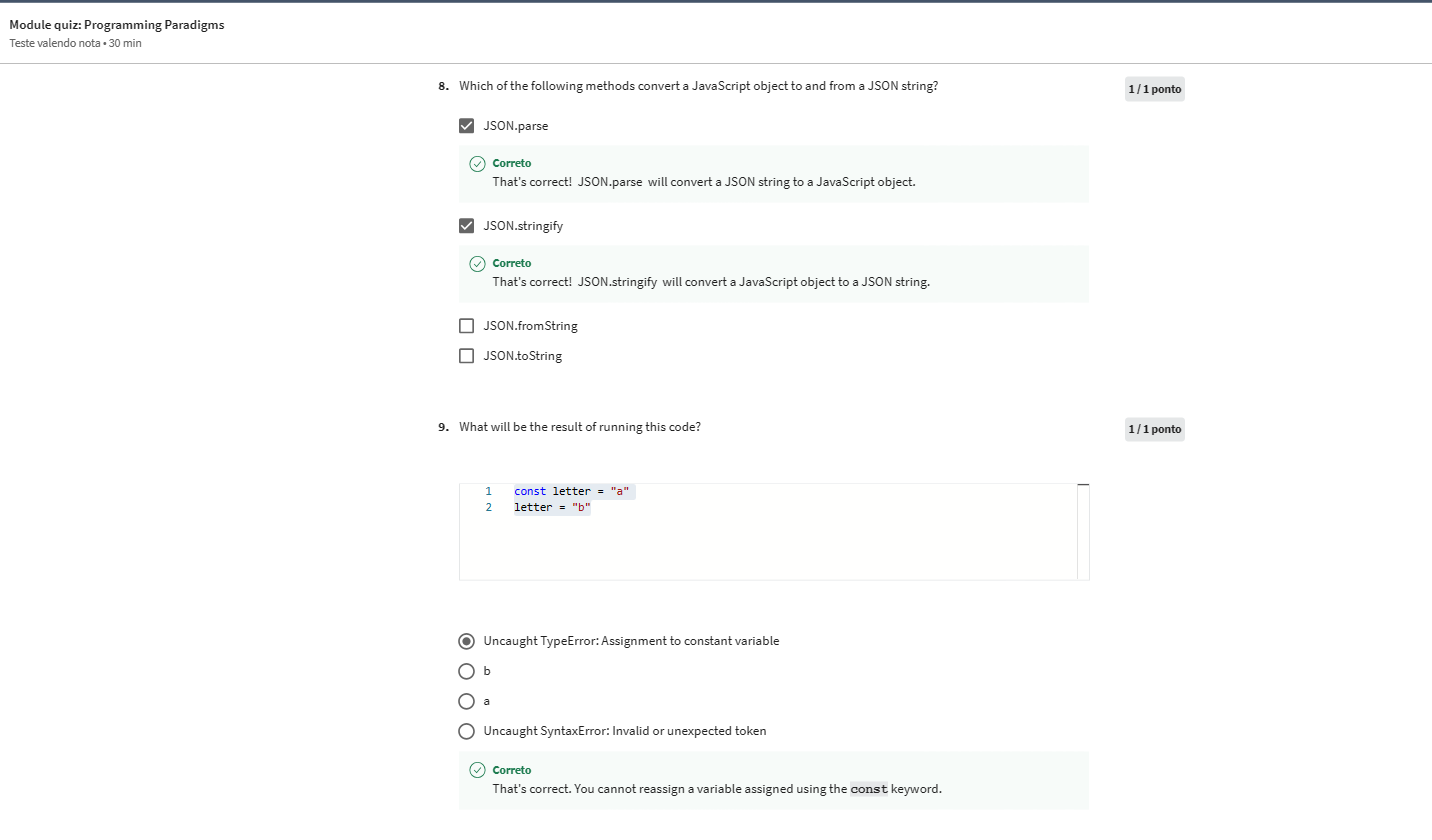 Module quiz: Programming Paradigms
Teste valendo nota • 30 min
8. Which of the following methods convert a JavaScript object to and from a JSON string?
1 / 1 ponto
JSON.parse
Correto
That's correct! JSON.parse will convert a JSON string to a JavaScript object.
JSON.stringify
Correto
That's correct! JSON.stringify will convert a JavaScript object to a JSON string.
JSON.fromString
JSON.toString
9. What will be the result of running this code?
1 / 1 ponto
1 const letter = "a"
2 letter = "b"
Uncaught TypeError: Assignment to constant variable
b
a
Uncaught SyntaxError: Invalid or unexpected token
Correto
That's correct. You cannot reassign a variable assigned using the const keyword.